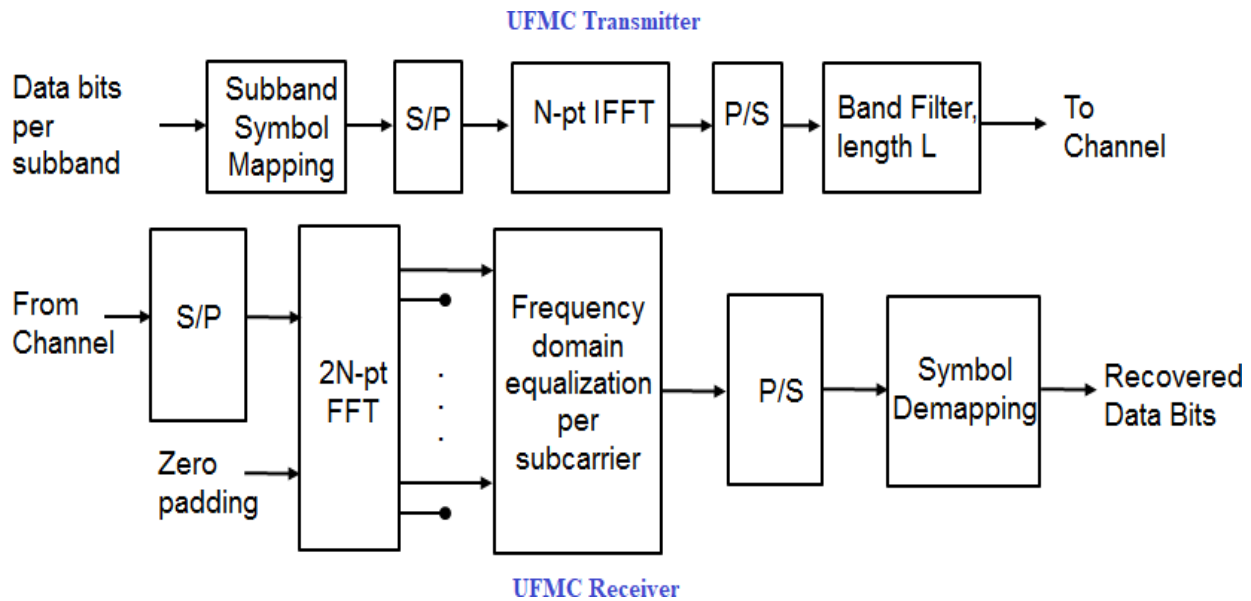 UFMC Transmitter
Data bits
per
subband
Subband
Symbol
Mapping
S/P
N-pt IFFT
P/S
Band Filter,
length L
To
Channel
From
Channel
S/P
Zero
padding
2N-pt
FFT
.
.
.
Frequency
domain
equalization
per
subcarrier
P/S
Symbol
Demapping
Recovered
Data Bits
UFMC Receiver